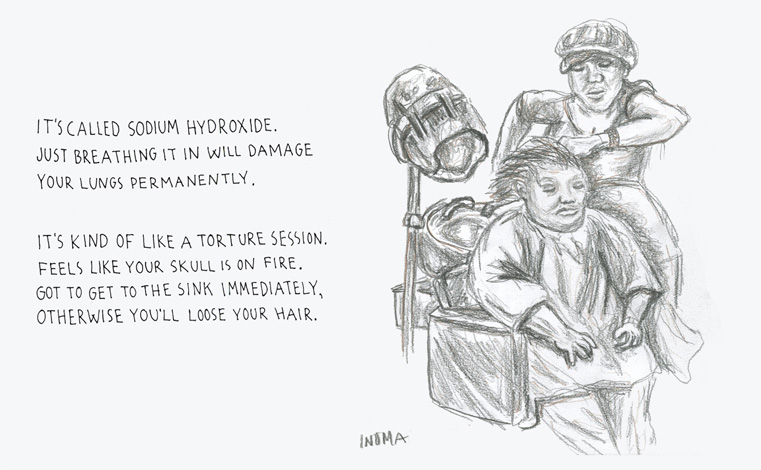 IT'S CALLED SODIUM HYDROXIDE.
JUST BREATHING IT IN WILL DAMAGE
YOUR LUNGS PERMANENTLY.
IT'S KIND OF LIKE A TORTURE SESSION.
FEELS LIKE YOUR SKULL IS ON FIRE.
GOT TO GET TO THE SINK IMMEDIATELY,
OTHERWISE YOU'LL LOOSE YOUR HAIR.